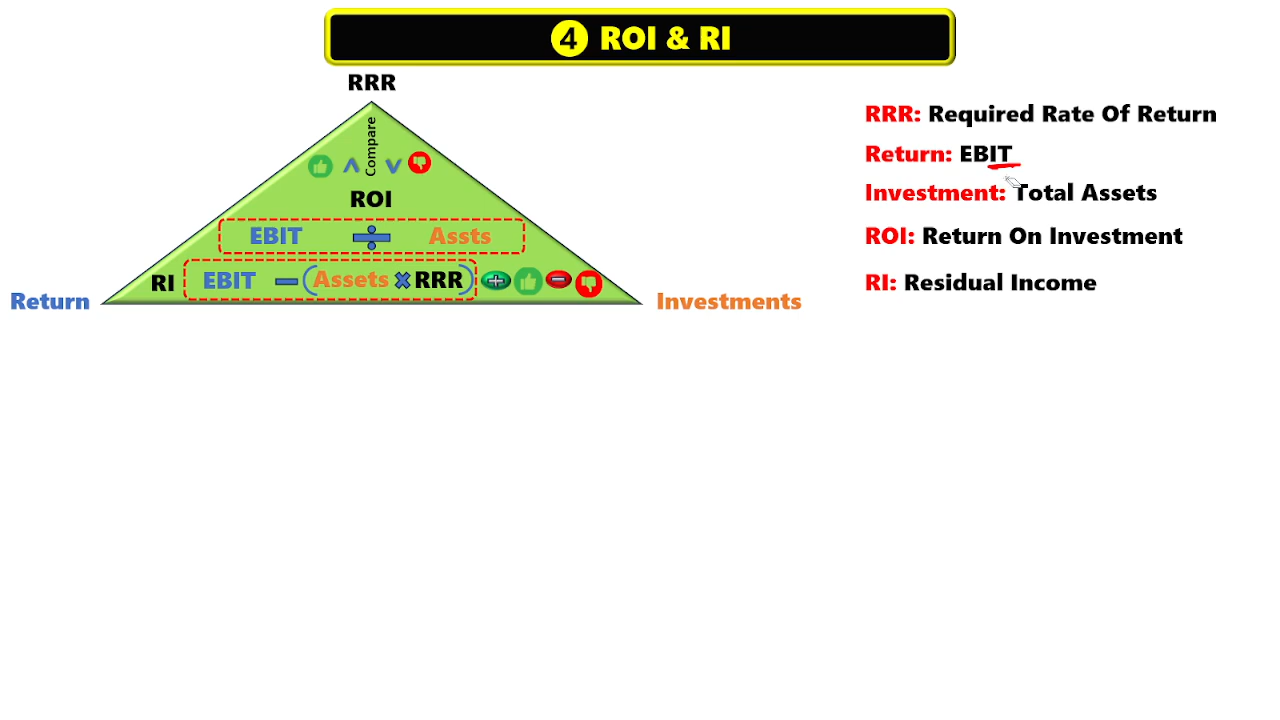 4 ROI & RI
RRR
Compare
ROI
EBIT ÷ Assts
RI EBIT − (Assets × RRR) + −
Return
Investments
RRR: Required Rate Of Return
Return: EBIT
Investment: Total Assets
ROI: Return On Investment
RI: Residual Income